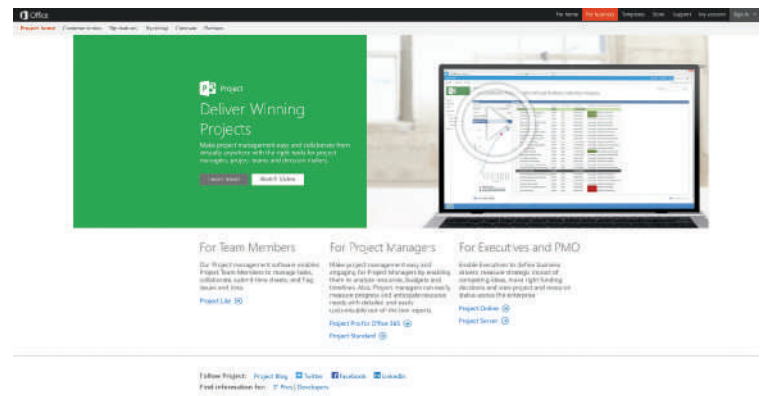 Office
For home For business Templates Store Support My account Sign in
Project home
P Project
Deliver Winning
Projects
Make project management easy and collaborate from
virtually anywhere with the right tools for project
managers, project teams and decision makers.
Learn more Watch Video
For Team Members
Our Project management software enables
Project Team Members to manage tasks,
collaborate, submit time sheets, and flag
issues and risks.
Project Lite
For Project Managers
Make project management easy and
engaging for Project Managers by enabling
them to analyze resources, budgets and
timelines. Also, Project managers can easily
measure progress and anticipate resource
needs with detailed and easily
customizable out-of-the-box reports.
Project Pro for Office 365
Project Standard
For Executives and PMO
Enable Executives to define business
drivers, measure strategic impact of
competing ideas, make right funding
decisions and view project and resource
status across the enterprise
Project Online
Project Server
Follow Project: Project Blog Twitter Facebook LinkedIn
Find information for: IT Pros | Developers